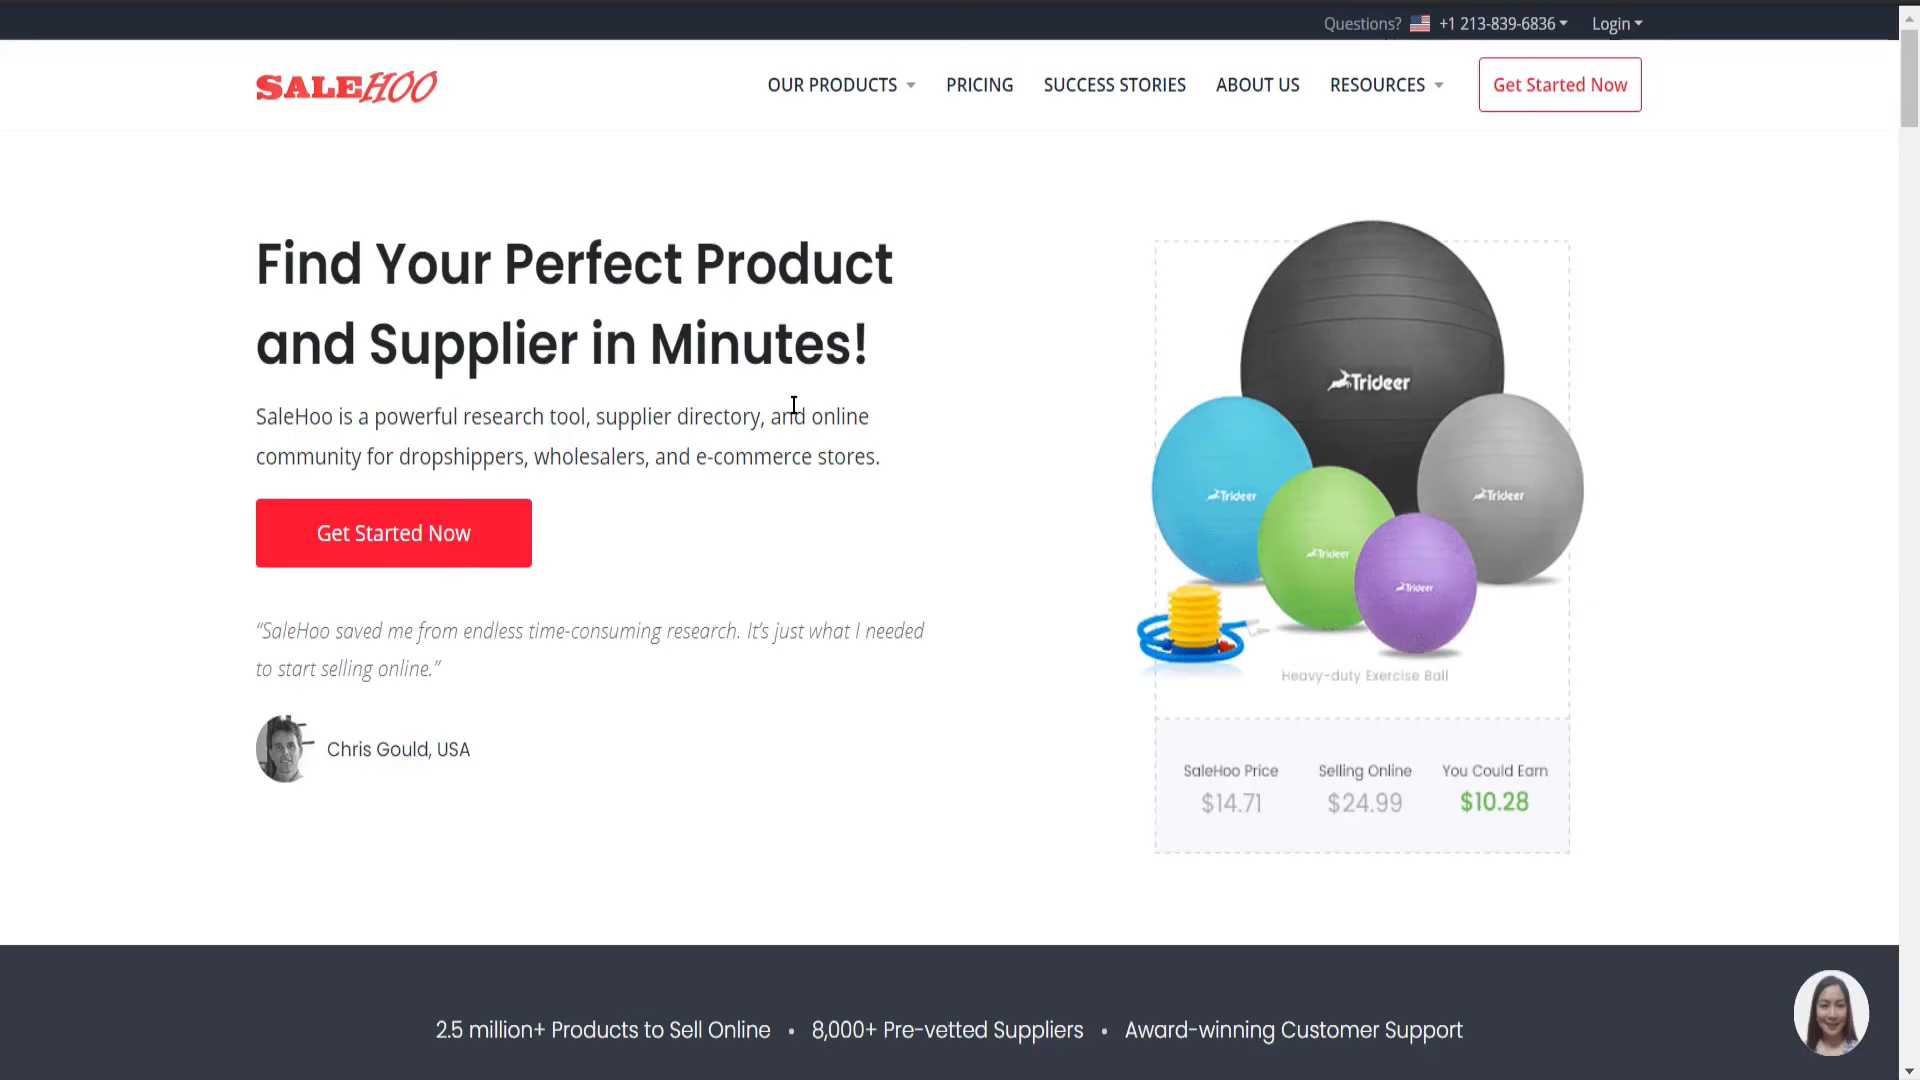 Questions? +1 213-839-6836 Login
SALEHOO
OUR PRODUCTS PRICING SUCCESS STORIES ABOUT US RESOURCES Get Started Now
Find Your Perfect Product
and Supplier in Minutes!
SaleHoo is a powerful research tool, supplier directory, and online
community for dropshippers, wholesalers, and e-commerce stores.
Get Started Now
“SaleHoo saved me from endless time-consuming research. It’s just what I needed
to start selling online.”
Chris Gould, USA
Trideer
Trideer
Trideer
Trideer
Trideer
Heavy-duty Exercise Ball
SaleHoo Price Selling Online You Could Earn
$14.71 $24.99 $10.28
2.5 million+ Products to Sell Online • 8,000+ Pre-vetted Suppliers • Award-winning Customer Support